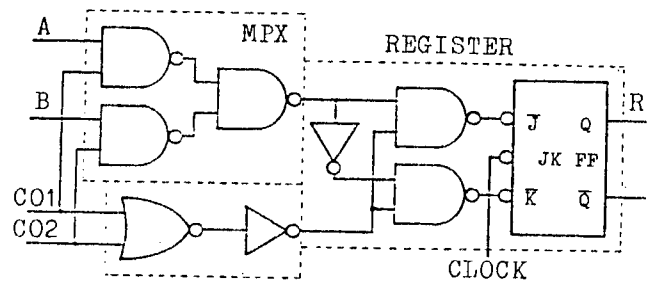 A
MPX
REGISTER
B
R
J̅ Q
JK FF
K̅ Q̅
CO1
CO2
CLOCK